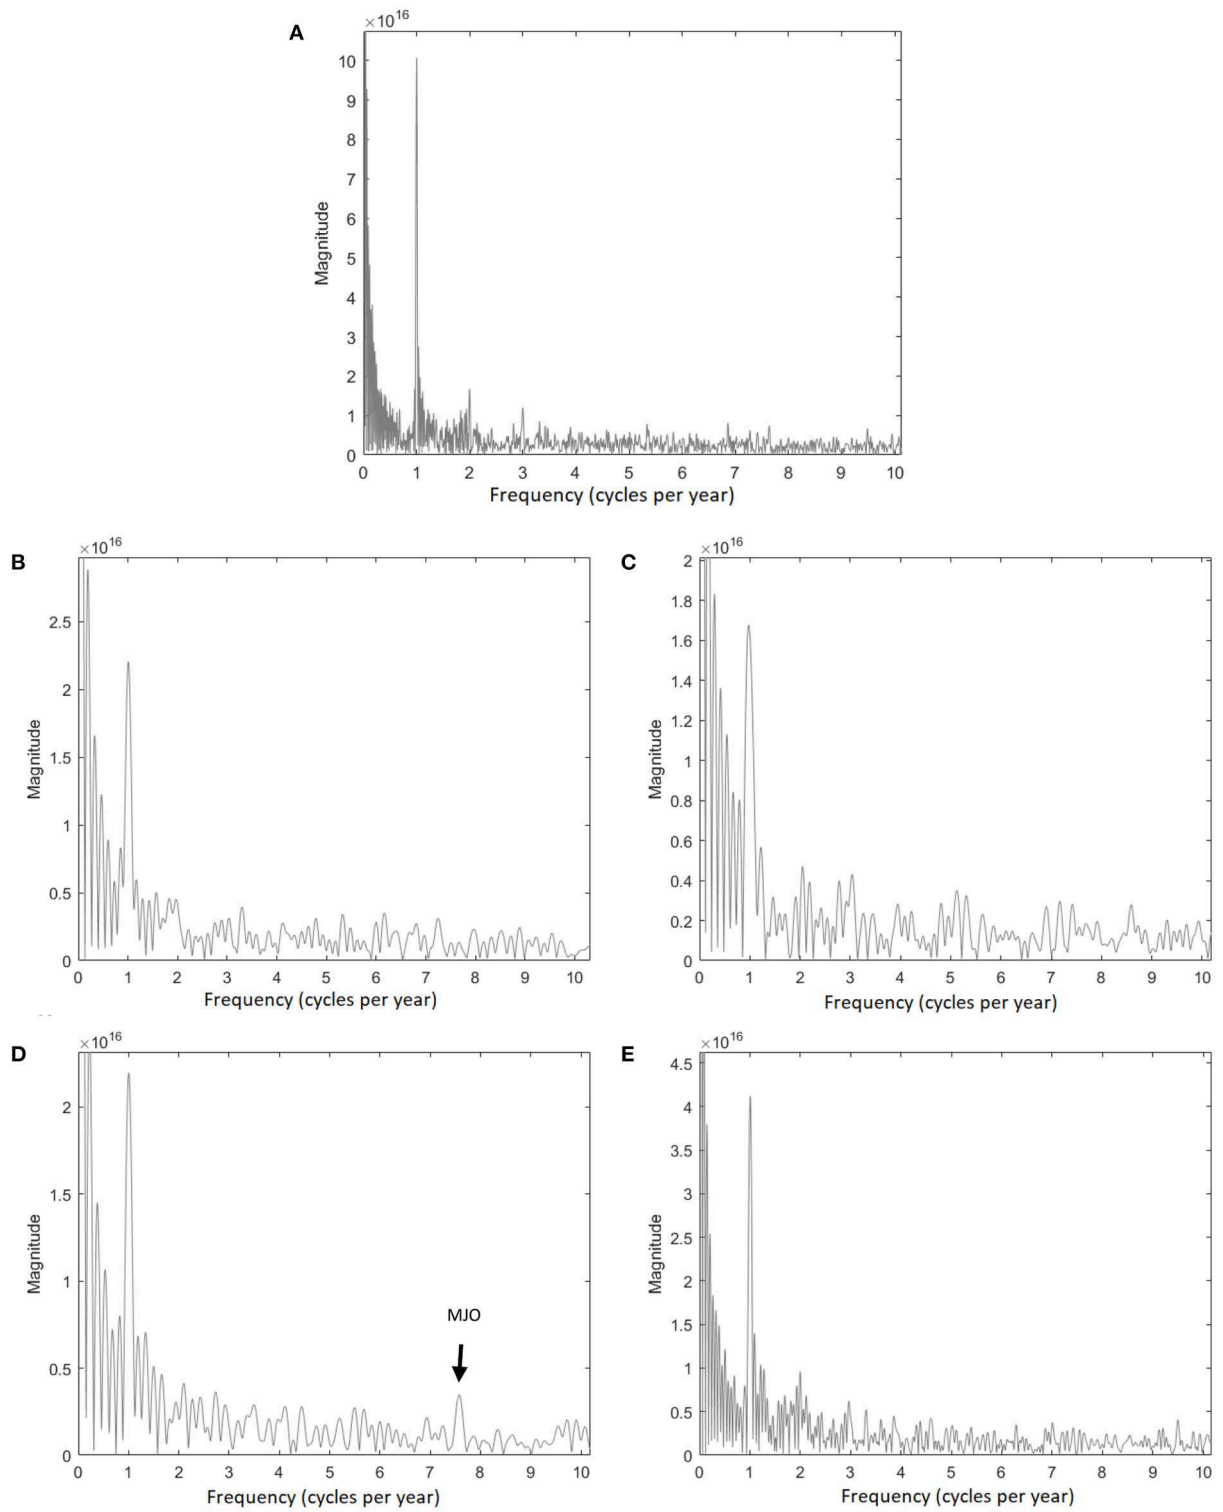 A
×10^16
10
9
8
7
6
5
4
3
2
1
0
Magnitude
0 1 2 3 4 5 6 7 8 9 10
Frequency (cycles per year)
B
×10^16
2.5
2
1.5
1
0.5
0
Magnitude
0 1 2 3 4 5 6 7 8 9 10
Frequency (cycles per year)
C
×10^16
2
1.8
1.6
1.4
1.2
1
0.8
0.6
0.4
0.2
0
Magnitude
0 1 2 3 4 5 6 7 8 9 10
Frequency (cycles per year)
D
×10^16
2
1.5
1
0.5
0
Magnitude
MJO
0 1 2 3 4 5 6 7 8 9 10
Frequency (cycles per year)
E
×10^16
4.5
4
3.5
3
2.5
2
1.5
1
0.5
0
Magnitude
0 1 2 3 4 5 6 7 8 9 10
Frequency (cycles per year)